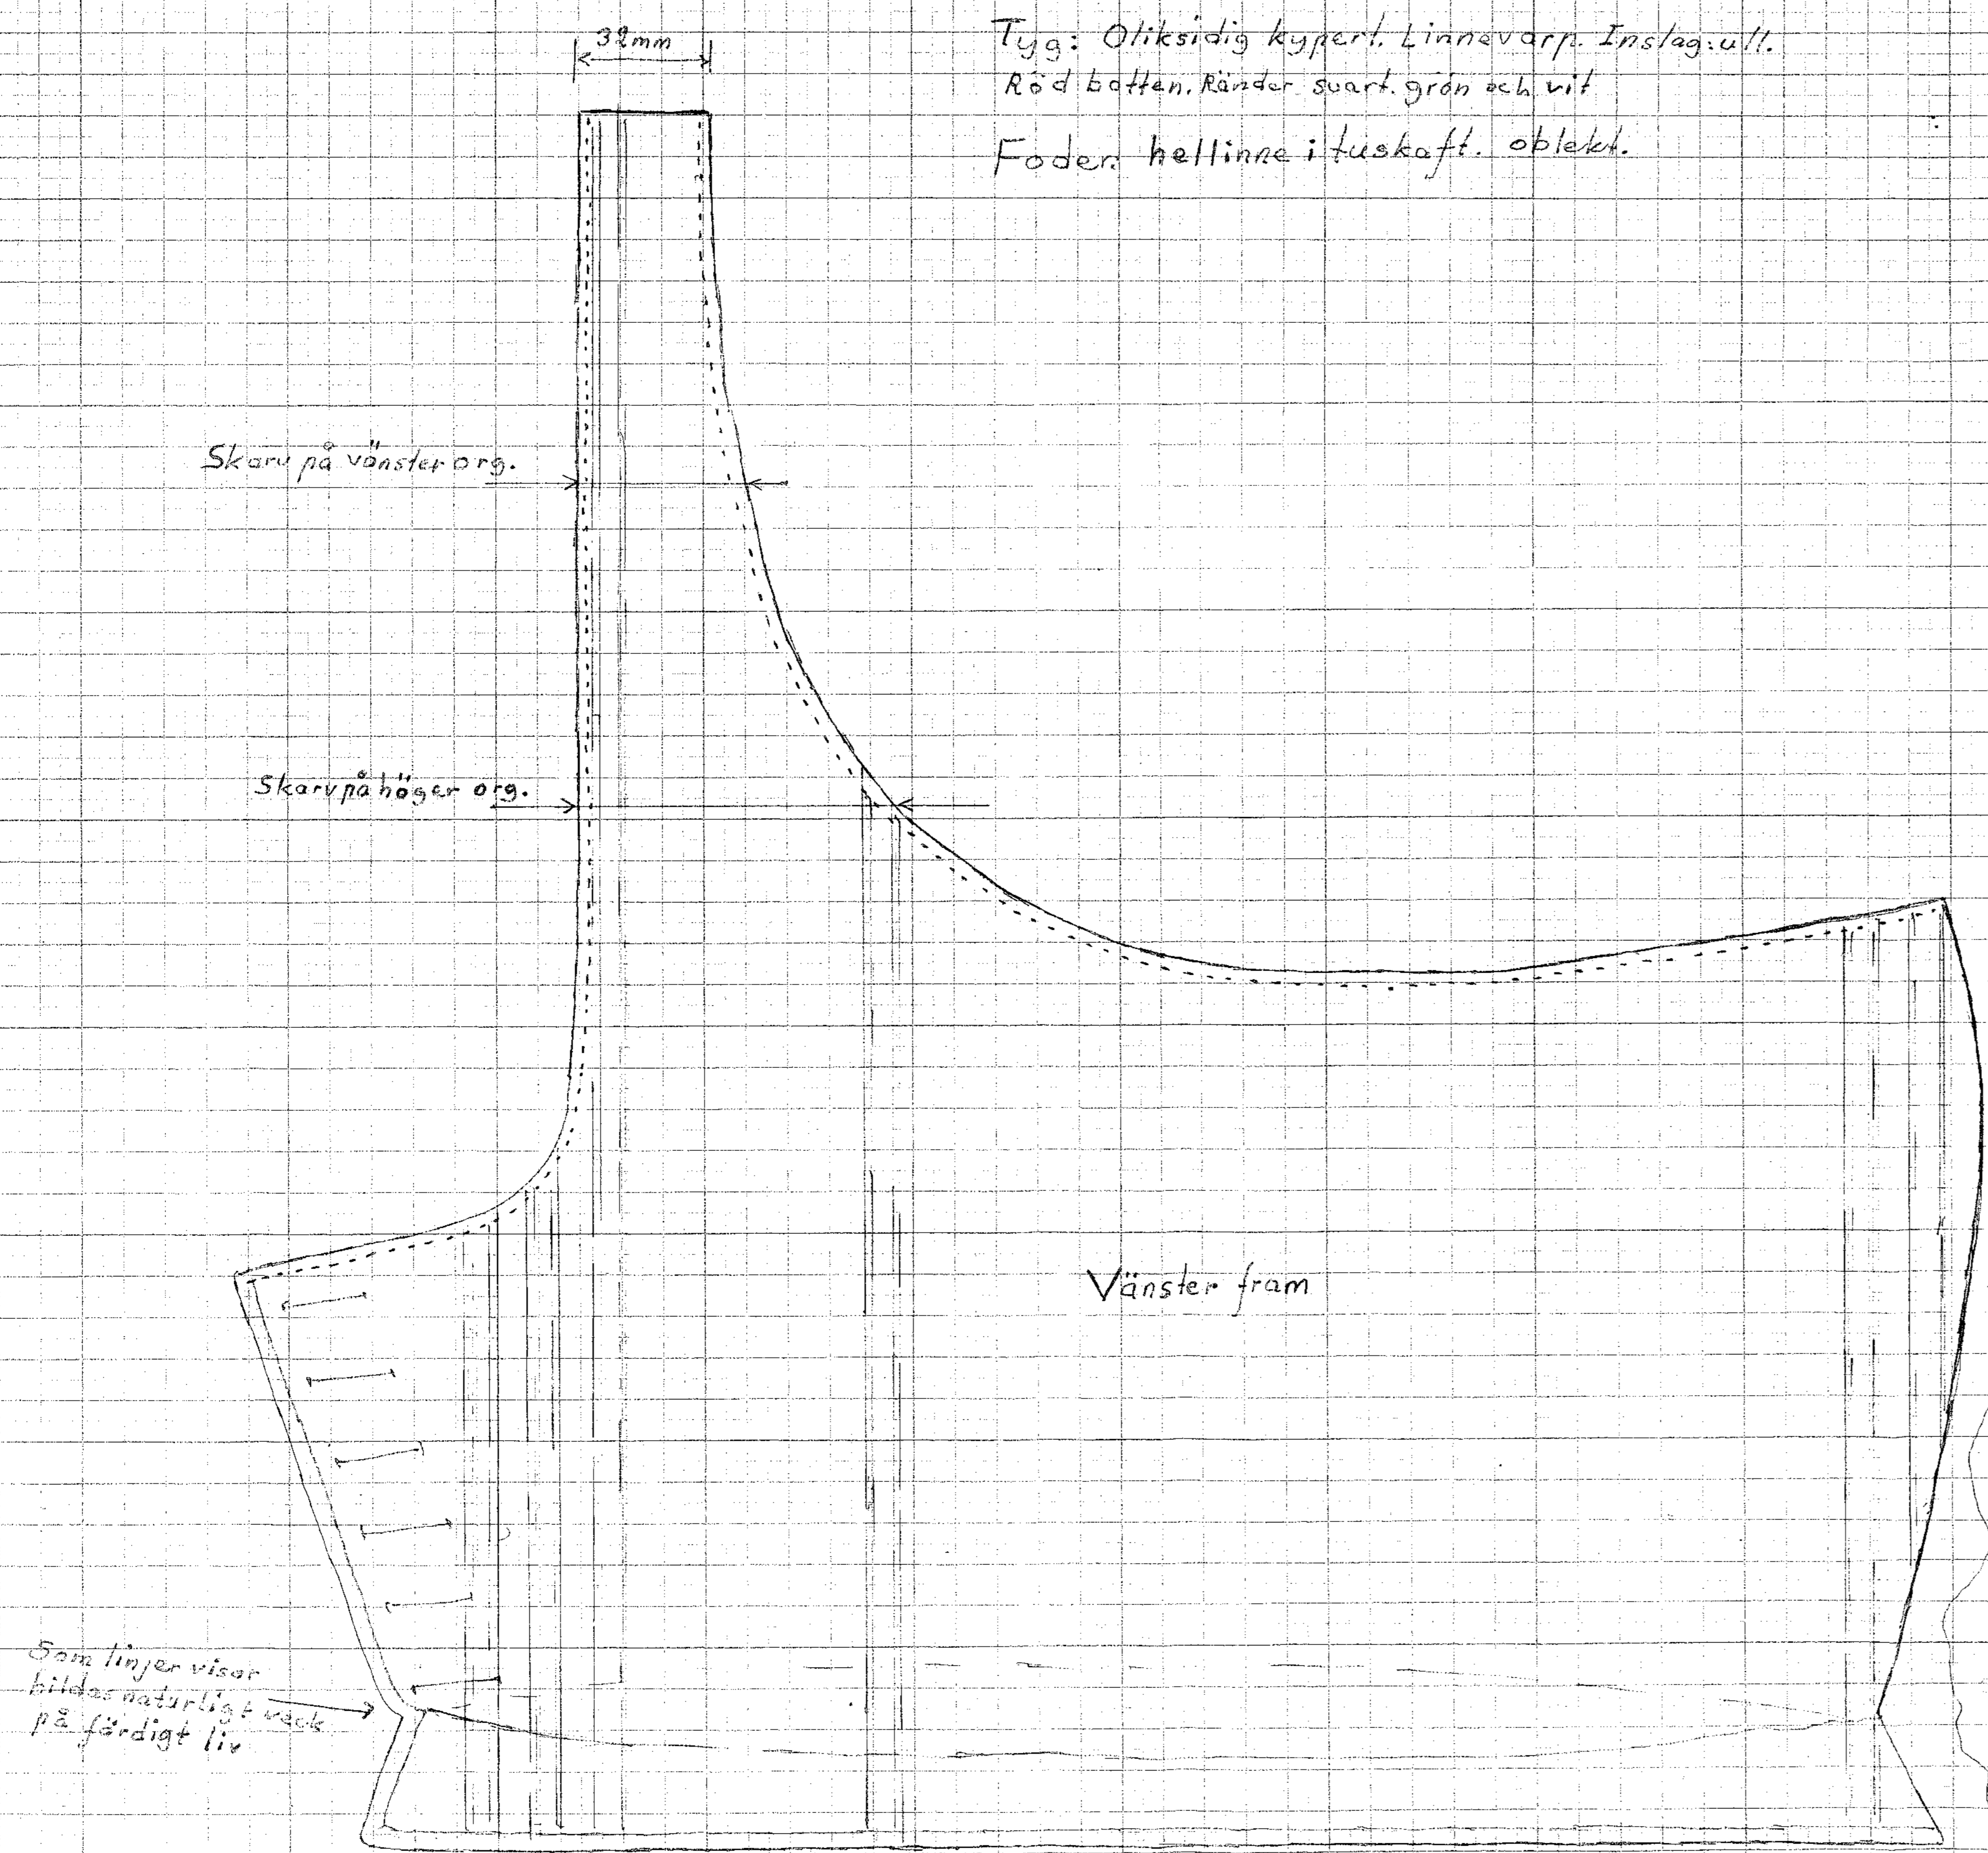 32mm
Tyg: Oliksidig kypert. Linnevarp. Inslag: ull.
Röd botten. Ränder svart. grön och vit
Foder: hellinne i tuskaft. oblekt.
Skarv på vänster org.
Skarv på höger org.
Vänster fram
Som linjer visar
bildas naturligt veck
på färdigt liv